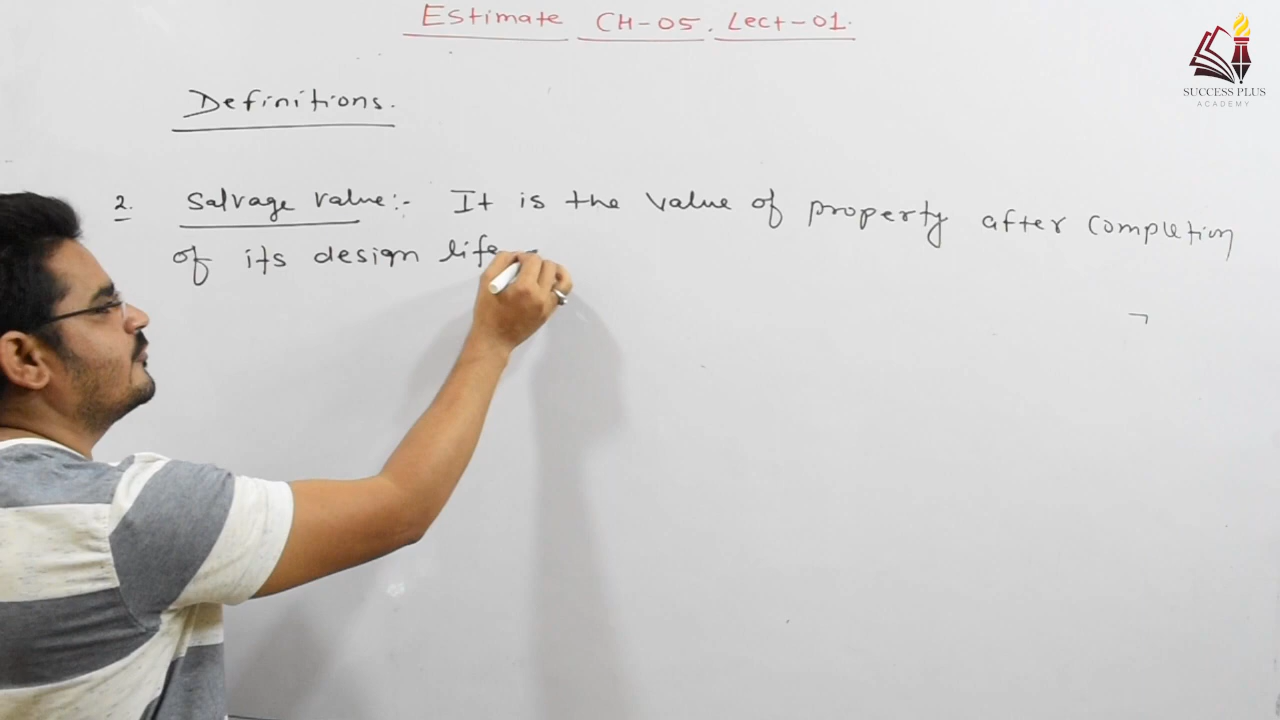 Estimate CH-05. Lect-01.
SUCCESS PLUS
ACADEMY
Definitions.
2. Salvage value:- It is the value of property after completion
of its design life